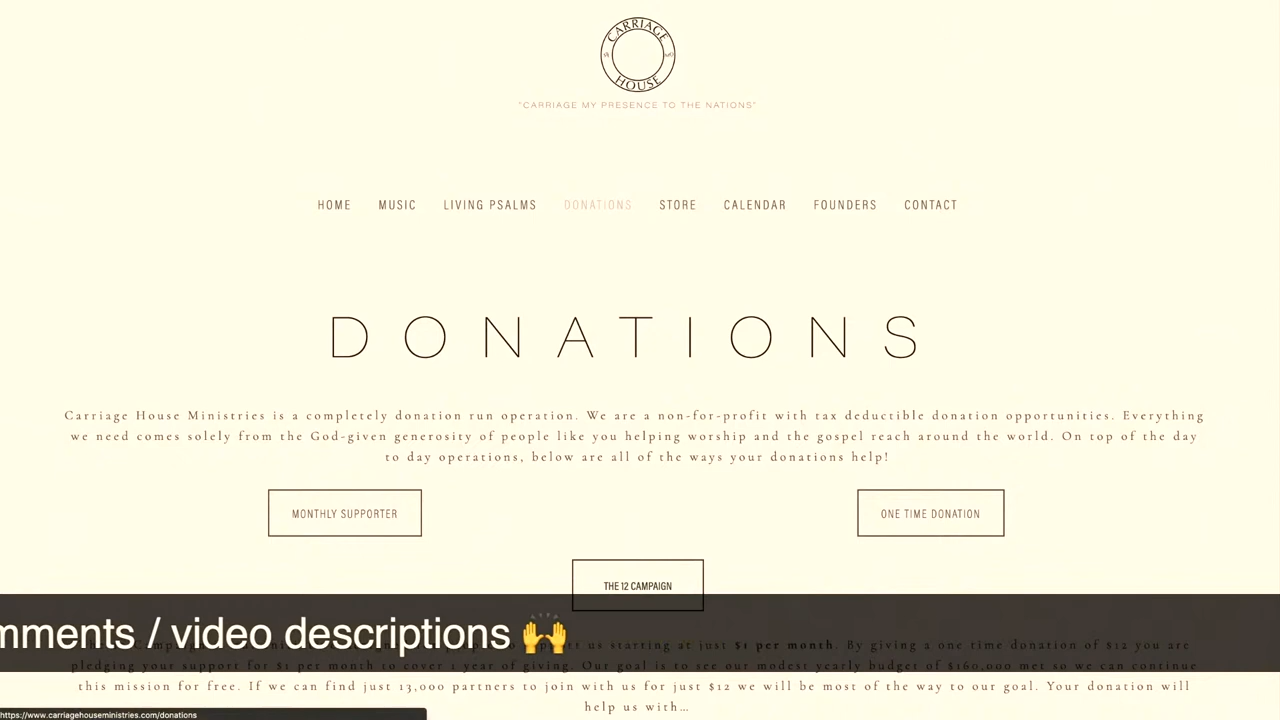 CARRIAGE
HOUSE
"CARRIAGE MY PRESENCE TO THE NATIONS"
HOME MUSIC LIVING PSALMS DONATIONS STORE CALENDAR FOUNDERS CONTACT
DONATIONS
Carriage House Ministries is a completely donation run operation. We are a non-for-profit with tax deductible donation opportunities. Everything
we need comes solely from the God-given generosity of people like you helping worship and the gospel reach around the world. On top of the day
to day operations, below are all of the ways your donations help!
MONTHLY SUPPORTER ONE TIME DONATION
THE 12 CAMPAIGN
mments / video descriptions 🙌
us starting at just $1 per month. By giving a one time donation of $12 you are
pledging your support for $1 per month to cover 1 year of giving. Our goal is to see our modest yearly budget of $160,000 met so we can continue
this mission for free. If we can find just 13,000 partners to join with us for just $12 we will be most of the way to our goal. Your donation will
help us with...
https://www.carriagehouseministries.com/donations